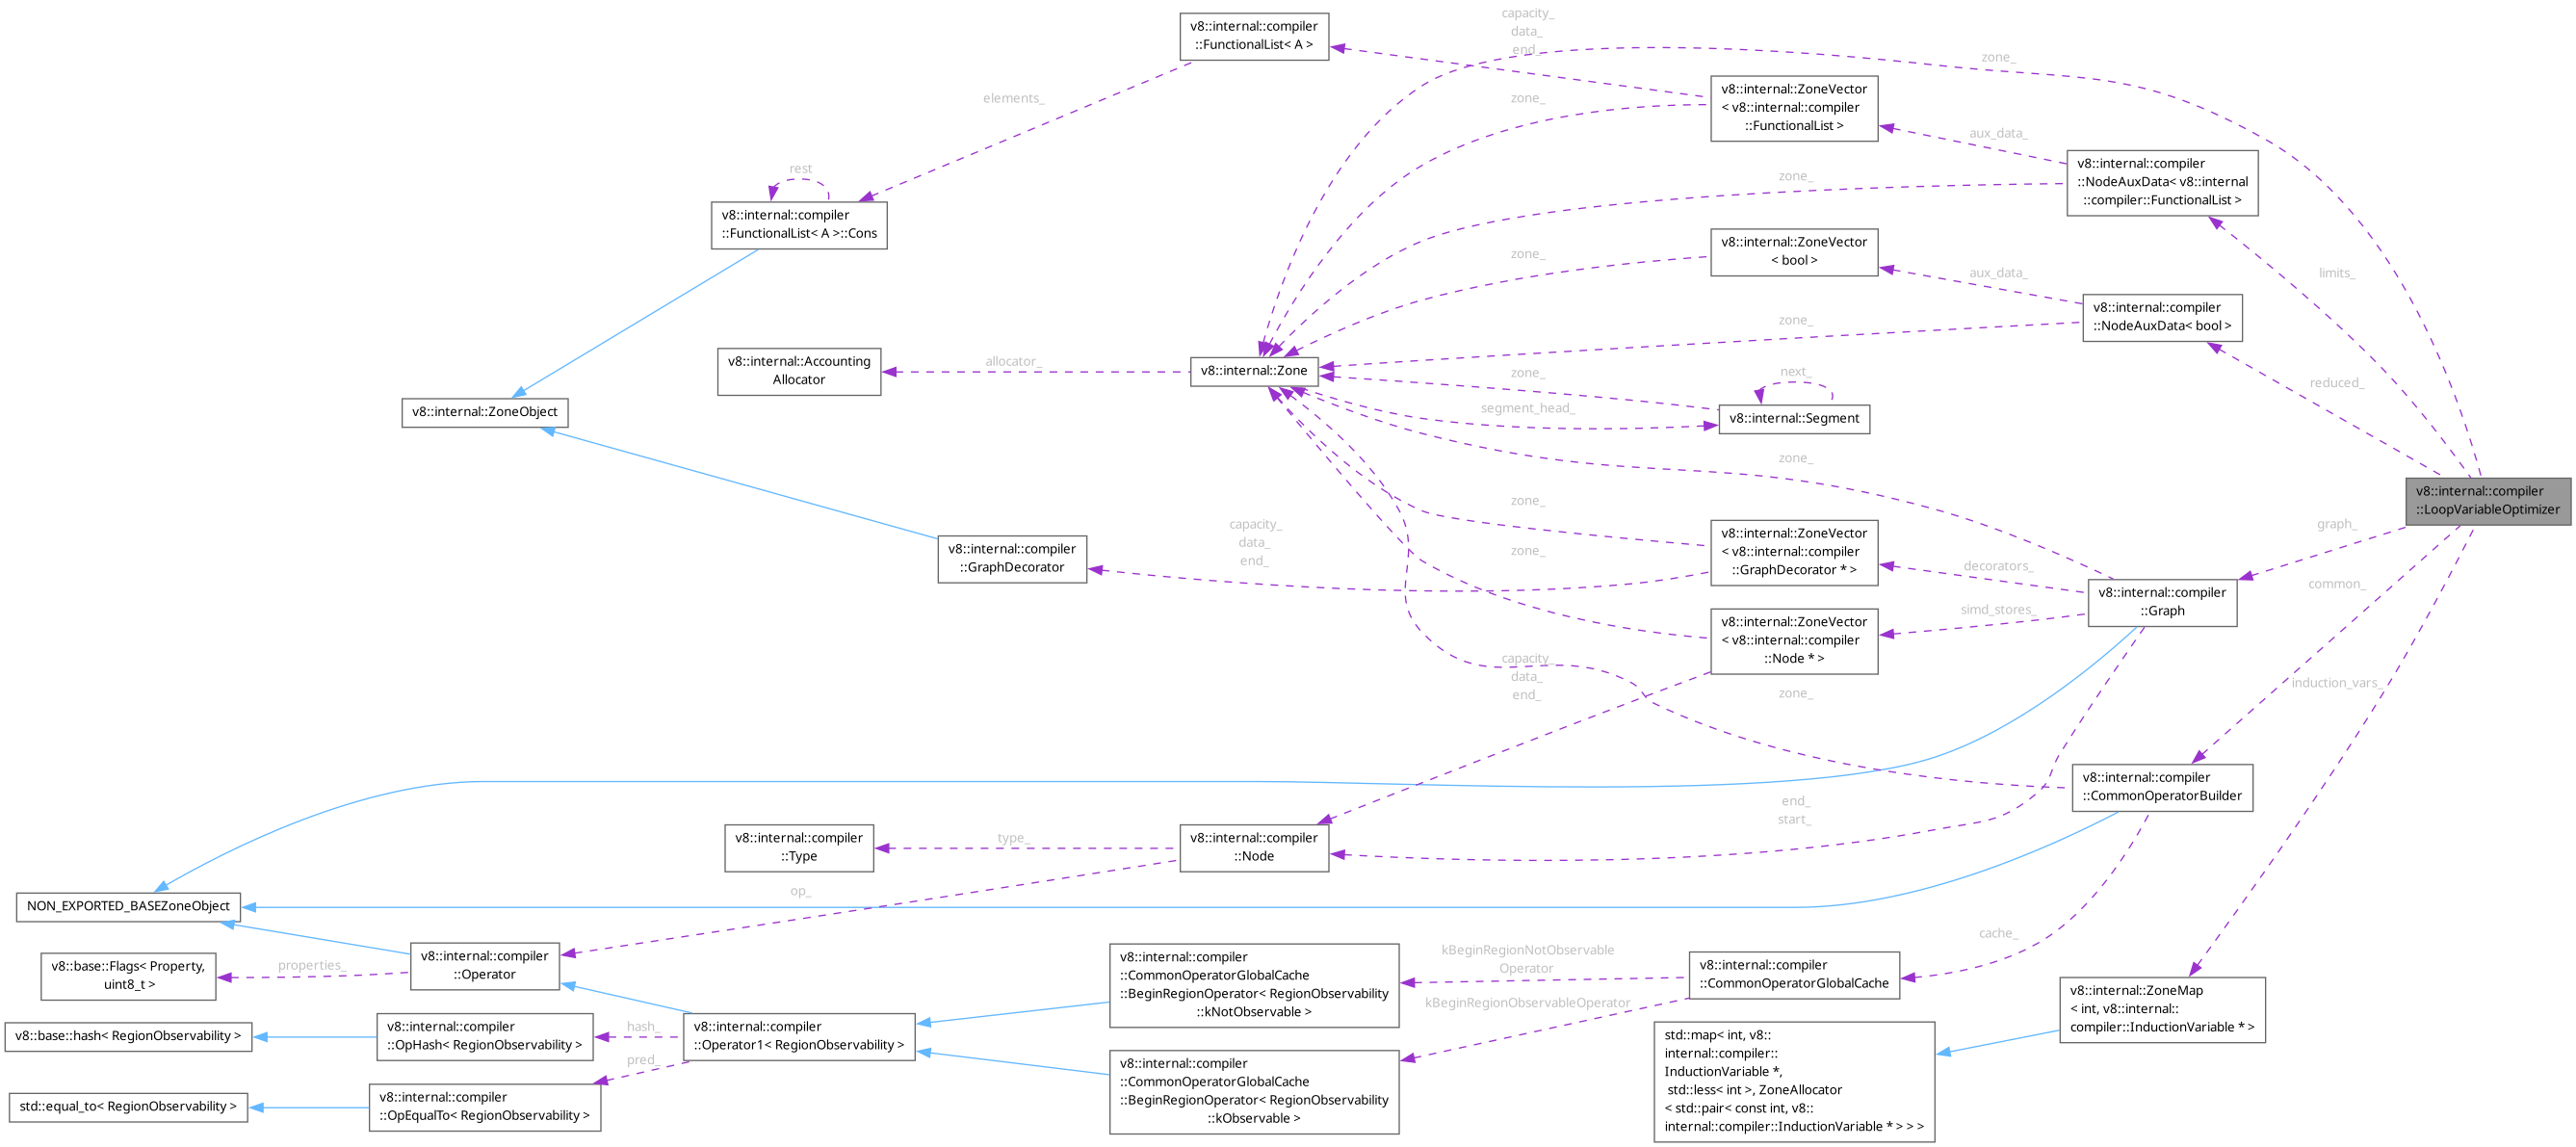 v8::internal::compiler
::FunctionalList< A >
capacity_
data_
end_
zone_
v8::internal::ZoneVector
< v8::internal::compiler
::FunctionalList >
elements_
zone_
aux_data_
v8::internal::compiler
::NodeAuxData< v8::internal
::compiler::FunctionalList >
rest
zone_
v8::internal::compiler
::FunctionalList< A >::Cons
v8::internal::ZoneVector
< bool >
zone_
aux_data_
limits_
v8::internal::compiler
::NodeAuxData< bool >
zone_
v8::internal::Accounting
Allocator
allocator_
v8::internal::Zone
zone_
next_
reduced_
v8::internal::ZoneObject
segment_head_
v8::internal::Segment
zone_
v8::internal::compiler
::LoopVariableOptimizer
zone_
capacity_
data_
end_
v8::internal::compiler
::GraphDecorator
zone_
v8::internal::ZoneVector
< v8::internal::compiler
::GraphDecorator * >
decorators_
graph_
v8::internal::compiler
::Graph
common_
simd_stores_
v8::internal::ZoneVector
< v8::internal::compiler
::Node * >
capacity_
data_
end_
zone_
induction_vars_
v8::internal::compiler
::CommonOperatorBuilder
end_
start_
v8::internal::compiler
::Type
type_
v8::internal::compiler
::Node
op_
NON_EXPORTED_BASEZoneObject
v8::base::Flags< Property,
uint8_t >
properties_
v8::internal::compiler
::Operator
v8::internal::compiler
::CommonOperatorGlobalCache
::BeginRegionOperator< RegionObservability
::kNotObservable >
kBeginRegionNotObservable
Operator
cache_
v8::internal::compiler
::CommonOperatorGlobalCache
kBeginRegionObservableOperator
v8::internal::ZoneMap
< int, v8::internal::
compiler::InductionVariable * >
v8::base::hash< RegionObservability >
v8::internal::compiler
::OpHash< RegionObservability >
hash_
v8::internal::compiler
::Operator1< RegionObservability >
pred_
std::map< int, v8::
internal::compiler::
InductionVariable *,
std::less< int >, ZoneAllocator
< std::pair< const int, v8::
internal::compiler::InductionVariable * > > >
v8::internal::compiler
::CommonOperatorGlobalCache
::BeginRegionOperator< RegionObservability
::kObservable >
std::equal_to< RegionObservability >
v8::internal::compiler
::OpEqualTo< RegionObservability >